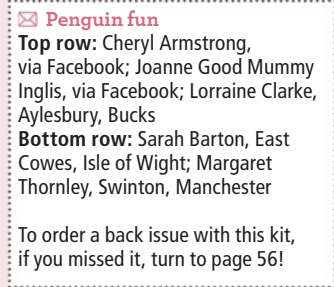 Penguin fun
Top row: Cheryl Armstrong,
via Facebook; Joanne Good Mummy
Inglis, via Facebook; Lorraine Clarke,
Aylesbury, Bucks
Bottom row: Sarah Barton, East
Cowes, Isle of Wight; Margaret
Thornley, Swinton, Manchester
To order a back issue with this kit,
if you missed it, turn to page 56!